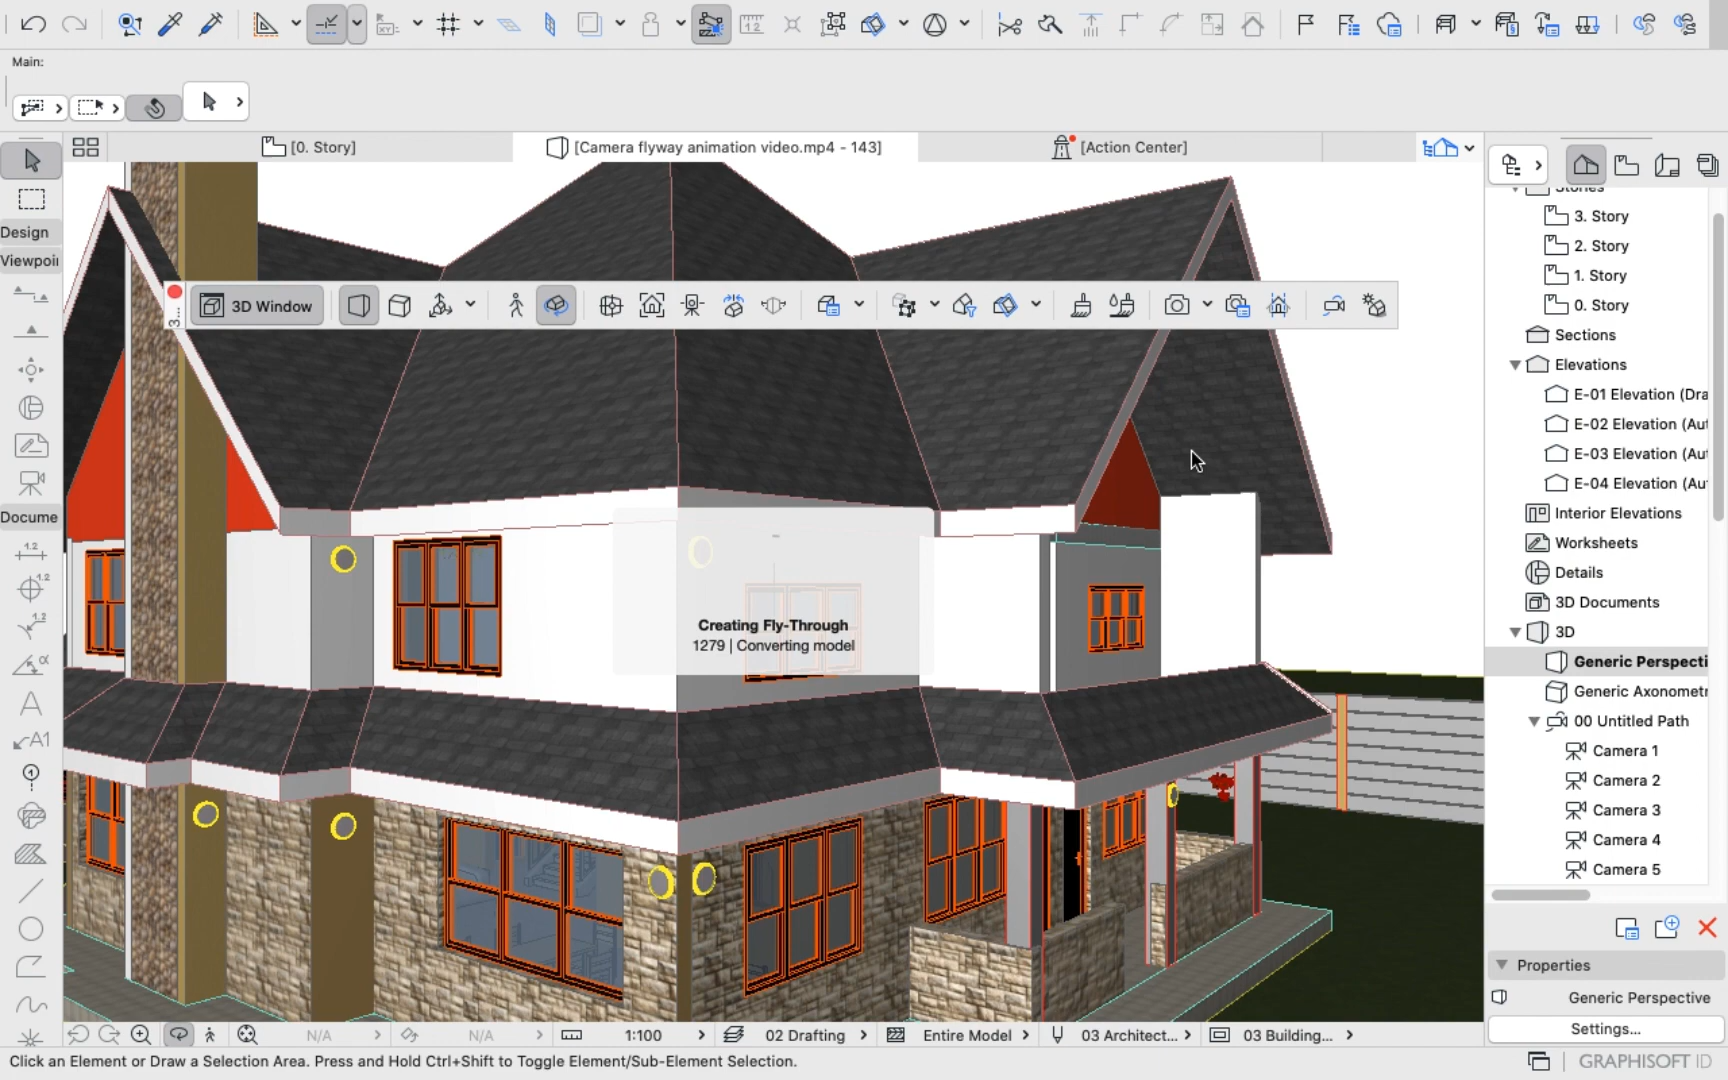 Main:
[0. Story]
[Camera flyway animation video.mp4 - 143]
[Action Center]
Design
Viewpoi
Docume
3...
3D Window
Creating Fly-Through
1279 | Converting model
Stories
3. Story
2. Story
1. Story
0. Story
Sections
Elevations
E-01 Elevation (Dra
E-02 Elevation (Au
E-03 Elevation (Au
E-04 Elevation (Au
Interior Elevations
Worksheets
Details
3D Documents
3D
Generic Perspecti
Generic Axonometr
00 Untitled Path
Camera 1
Camera 2
Camera 3
Camera 4
Camera 5
Properties
Generic Perspective
Settings...
N/A
N/A
1:100
02 Drafting
Entire Model
03 Architect...
03 Building...
Click an Element or Draw a Selection Area. Press and Hold Ctrl+Shift to Toggle Element/Sub-Element Selection.
GRAPHISOFT ID